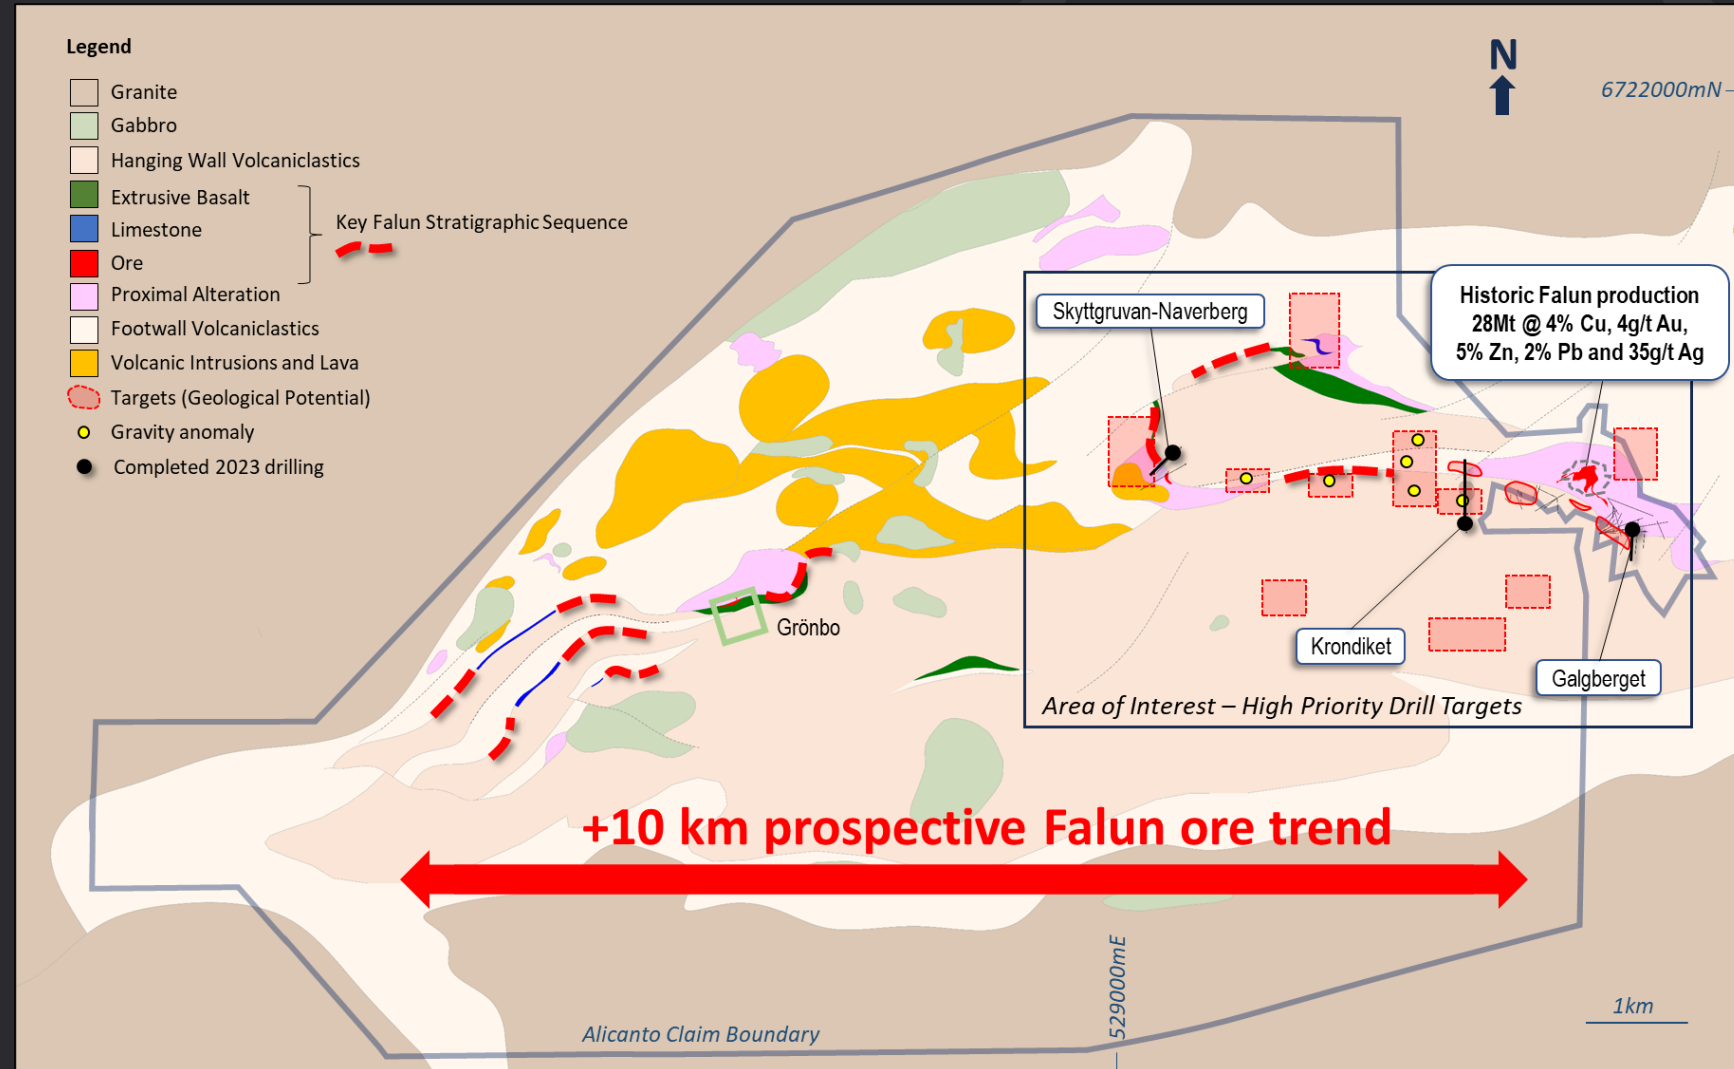 Legend
Granite
Gabbro
Hanging Wall Volcaniclastics
Extrusive Basalt
Limestone
Ore
Key Falun Stratigraphic Sequence
Proximal Alteration
Footwall Volcaniclastics
Volcanic Intrusions and Lava
Targets (Geological Potential)
Gravity anomaly
Completed 2023 drilling
N
6722000mN
Skyttgruvan-Naverberg
Historic Falun production
28Mt @ 4% Cu, 4g/t Au,
5% Zn, 2% Pb and 35g/t Ag
Grönbo
Krondiket
Galgberget
Area of Interest – High Priority Drill Targets
+10 km prospective Falun ore trend
529000mE
1km
Alicanto Claim Boundary